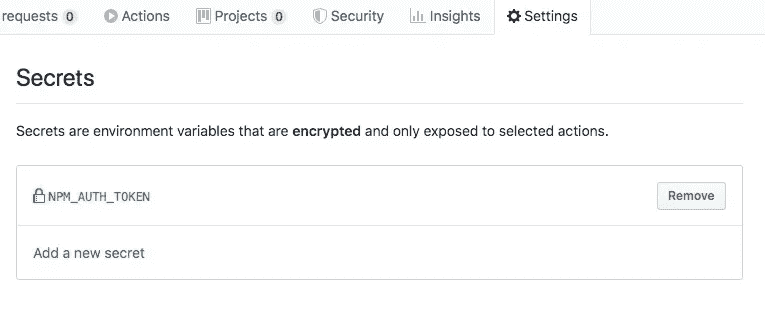 requests 0 Actions Projects 0 Security Insights Settings
Secrets
Secrets are environment variables that are encrypted and only exposed to selected actions.
NPM_AUTH_TOKEN Remove
Add a new secret